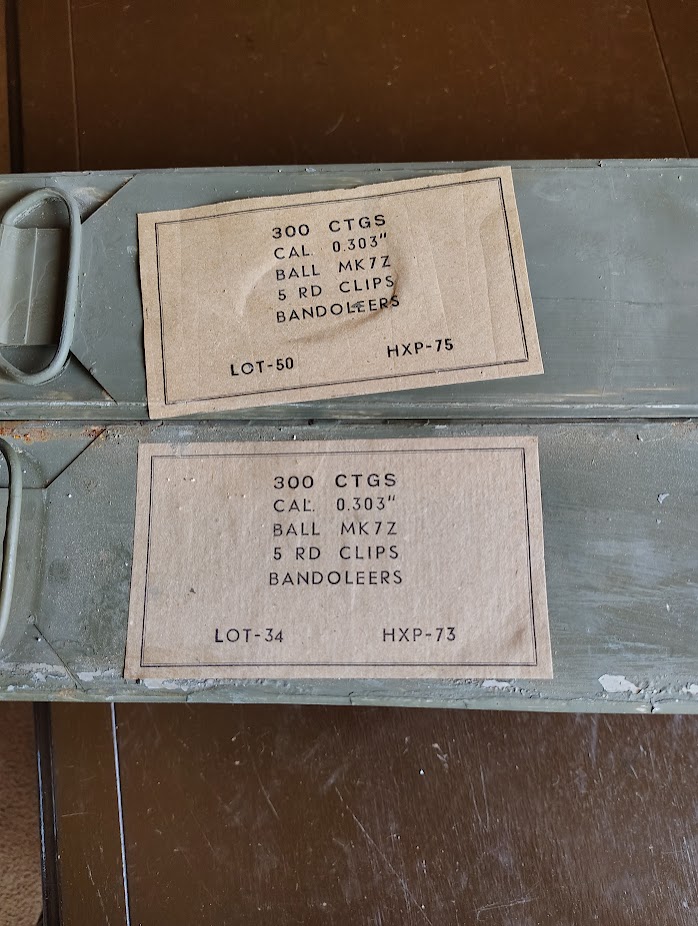 300 CTGS
CAL. 0.303"
BALL MK7Z
5 RD CLIPS
BANDOLEERS
LOT-50 HXP-75
300 CTGS
CAL. 0.303"
BALL MK7Z
5 RD CLIPS
BANDOLEERS
LOT-34 HXP-73